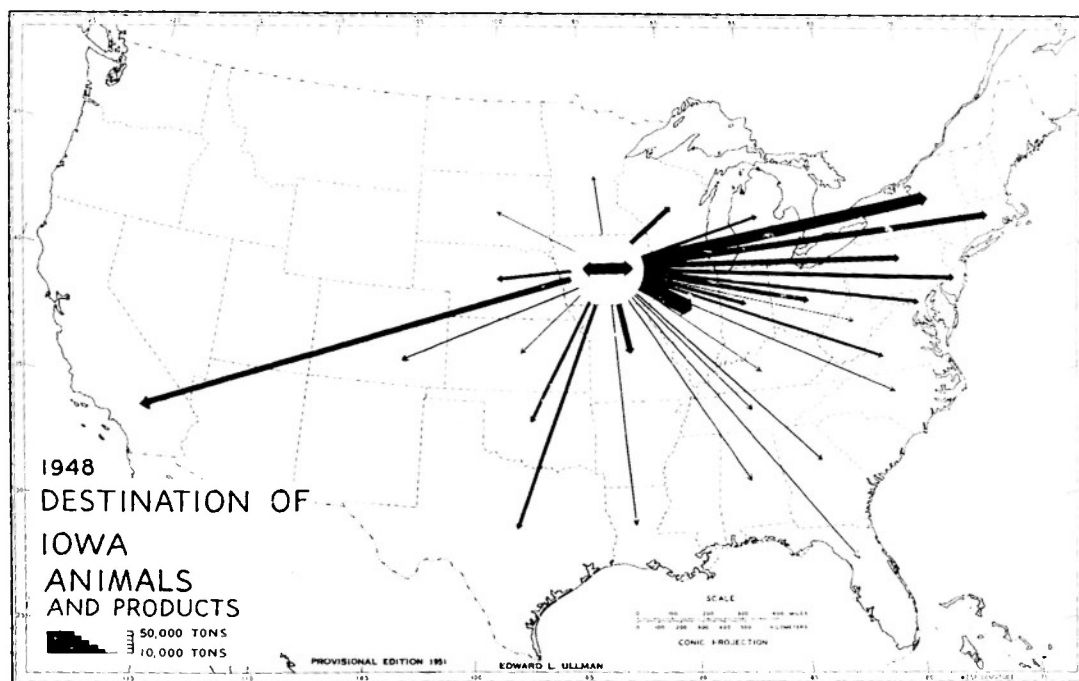 1948
DESTINATION OF
IOWA
ANIMALS
AND PRODUCTS
50,000 TONS
10,000 TONS
PROVISIONAL EDITION 1951
EDWARD L. ULLMAN
SCALE
CONIC PROJECTION